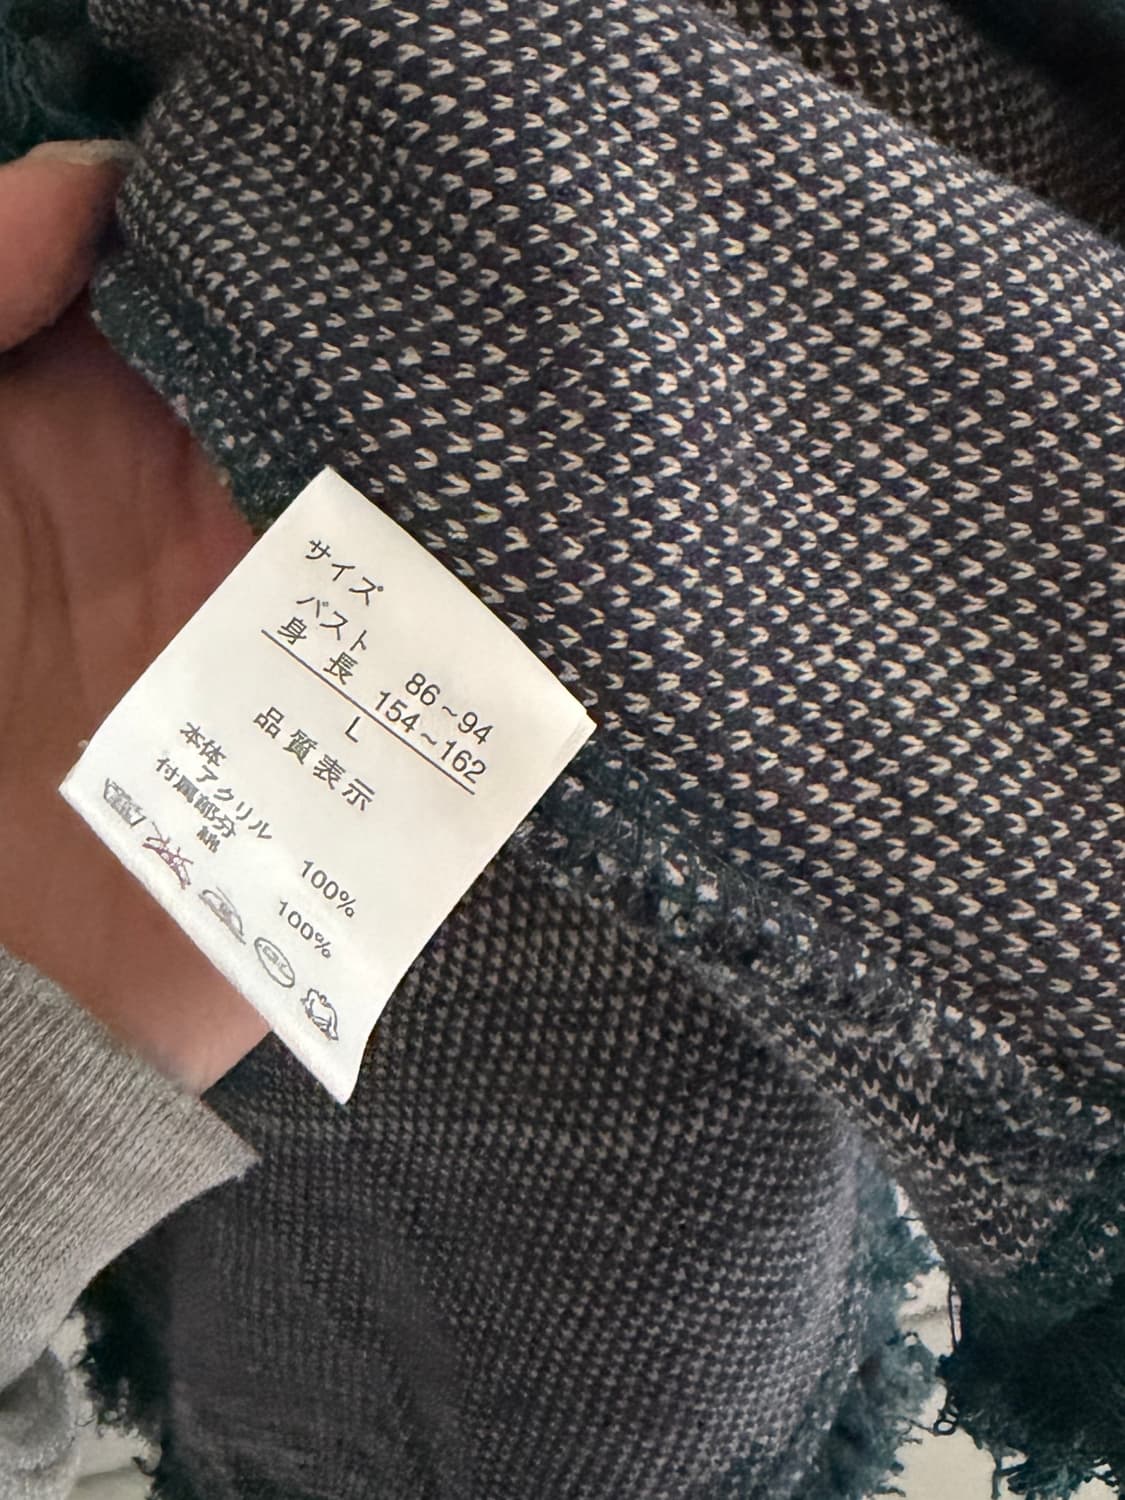 サイズ
バスト 86~94
身長 154~162
L
品質表示
本体
アクリル 100%
付属部分
綿 100%